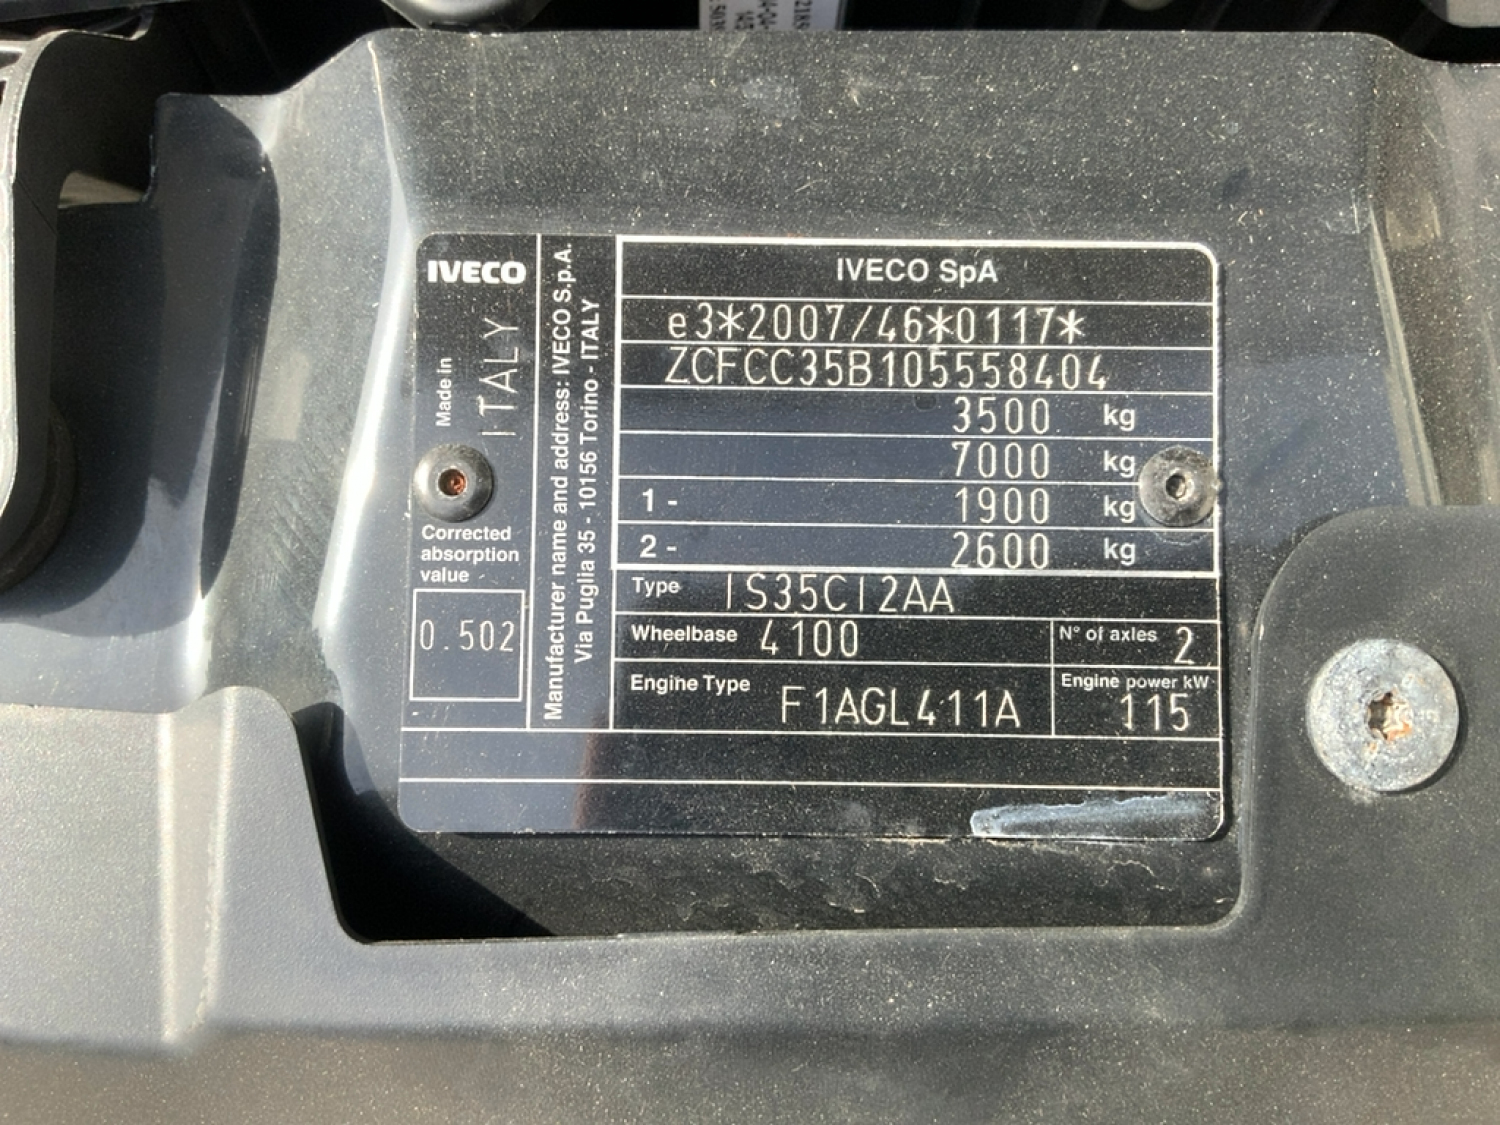 IVECO
Made in
ITALY
Corrected
absorption
value
0.502
Manufacturer name and address: IVECO S.p.A.
Via Puglia 35 - 10156 Torino - ITALY
IVECO SpA
e3*2007/46*0117*
ZCFCC35B105558404
3500 kg
7000 kg
1 - 1900 kg
2 - 2600 kg
Type IS35CI2AA
Wheelbase 4100 N° of axles 2
Engine Type F1AGL411A Engine power kW 115